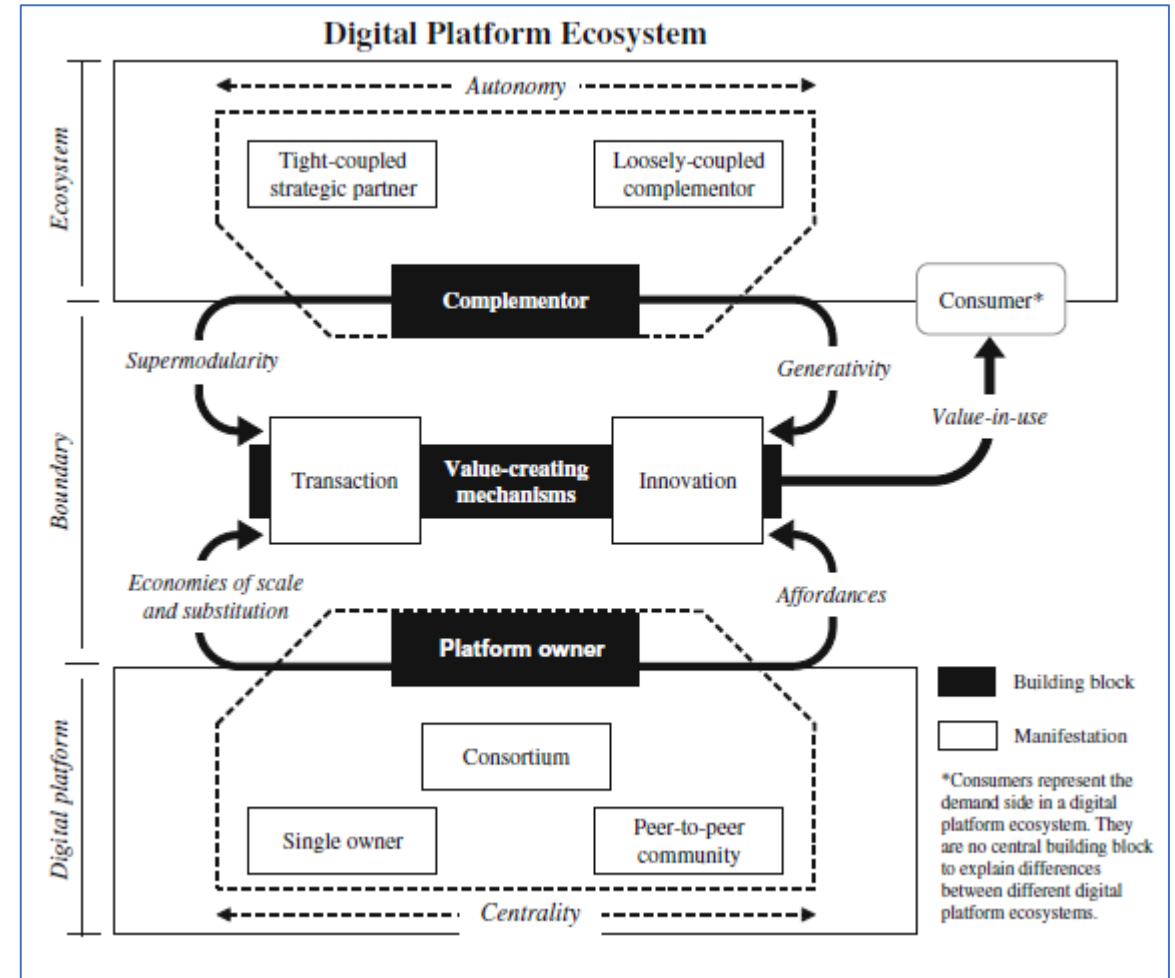 Digital Platform Ecosystem
Ecosystem
Autonomy
Tight-coupled
strategic partner
Loosely-coupled
complementor
Complementor
Consumer*
Boundary
Supermodularity
Generativity
Value-in-use
Transaction
Value-creating
mechanisms
Innovation
Economies of scale
and substitution
Affordances
Platform owner
Digital platform
Consortium
Single owner
Peer-to-peer
community
Centrality
Building block
Manifestation
*Consumers represent the
demand side in a digital
platform ecosystem. They
are no central building block
to explain differences
between different digital
platform ecosystems.